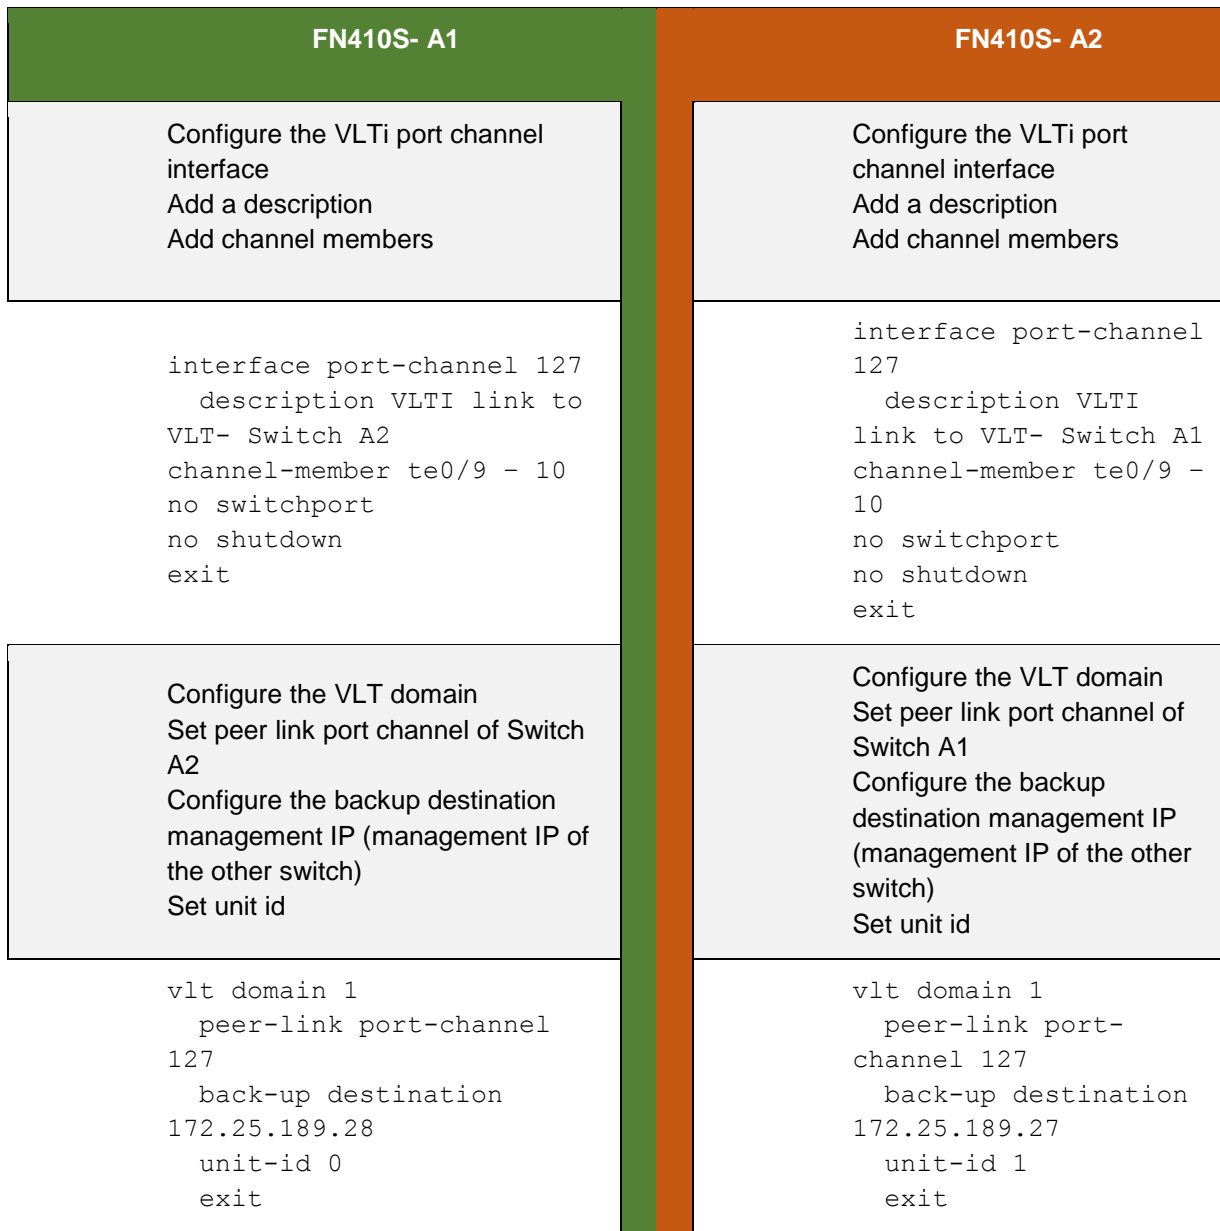 FN410S- A1
FN410S- A2
Configure the VLTi port channel
interface
Add a description
Add channel members
Configure the VLTi port
channel interface
Add a description
Add channel members
interface port-channel 127
description VLTI link to
VLT- Switch A2
channel-member te0/9 – 10
no switchport
no shutdown
exit
interface port-channel
127
description VLTI
link to VLT- Switch A1
channel-member te0/9 –
10
no switchport
no shutdown
exit
Configure the VLT domain
Set peer link port channel of Switch
A2
Configure the backup destination
management IP (management IP of
the other switch)
Set unit id
Configure the VLT domain
Set peer link port channel of
Switch A1
Configure the backup
destination management IP
(management IP of the other
switch)
Set unit id
vlt domain 1
peer-link port-channel
127
back-up destination
172.25.189.28
unit-id 0
exit
vlt domain 1
peer-link port-
channel 127
back-up destination
172.25.189.27
unit-id 1
exit